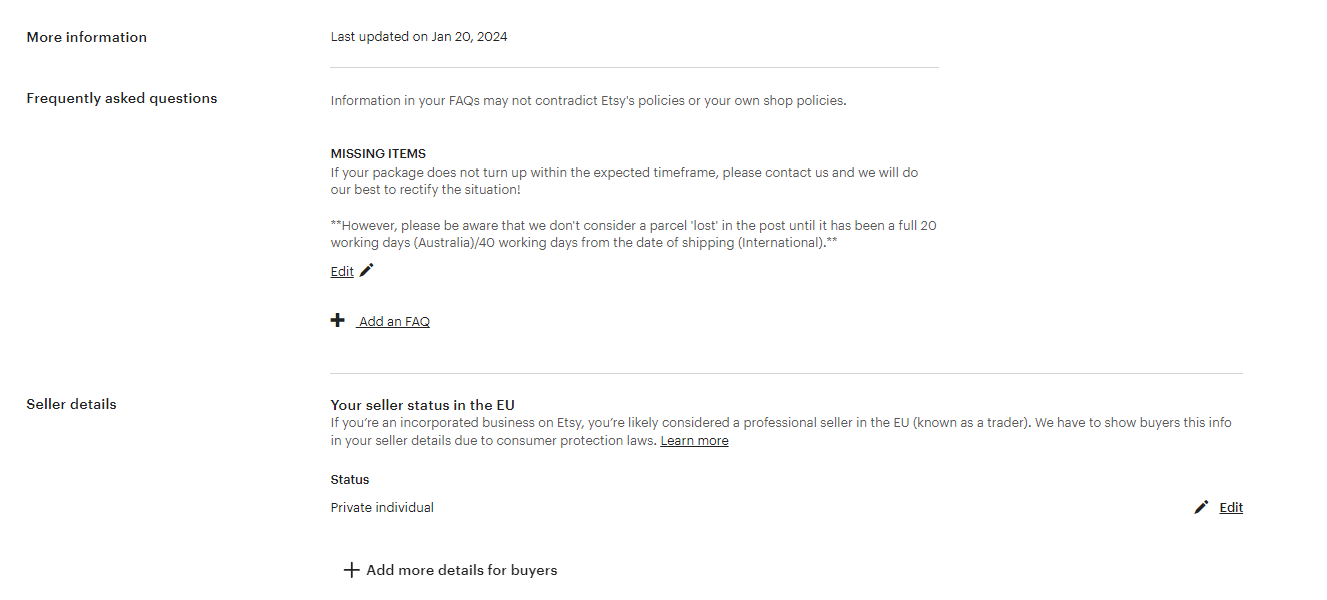 More information
Last updated on Jan 20, 2024
Frequently asked questions
Information in your FAQs may not contradict Etsy's policies or your own shop policies.
MISSING ITEMS
If your package does not turn up within the expected timeframe, please contact us and we will do
our best to rectify the situation!
**However, please be aware that we don't consider a parcel 'lost' in the post until it has been a full 20
working days (Australia)/40 working days from the date of shipping (International).**
Edit
Add an FAQ
Seller details
Your seller status in the EU
If you’re an incorporated business on Etsy, you’re likely considered a professional seller in the EU (known as a trader). We have to show buyers this info
in your seller details due to consumer protection laws. Learn more
Status
Private individual
Edit
Add more details for buyers